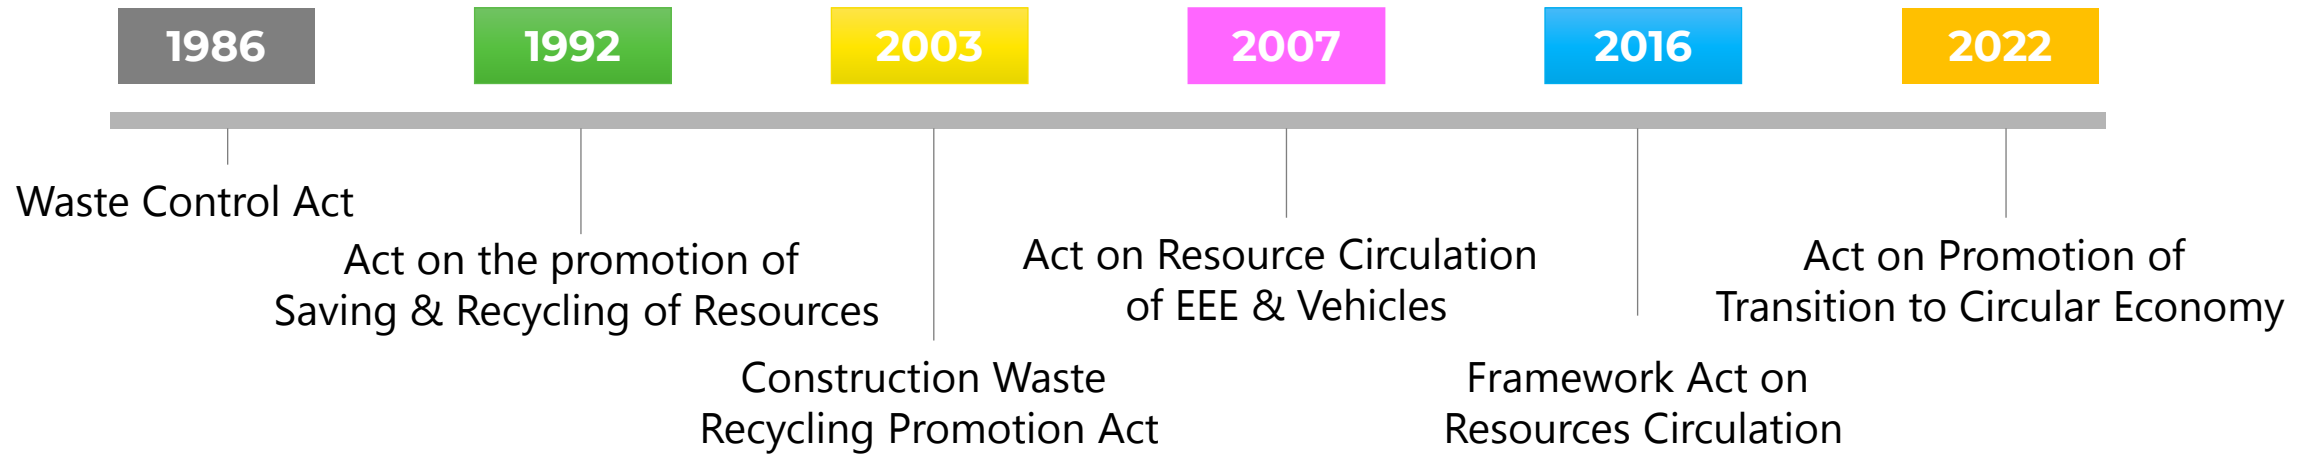 1986
1992
2003
2007
2016
2022
Waste Control Act
Act on the promotion of
Saving & Recycling of Resources
Construction Waste
Recycling Promotion Act
Act on Resource Circulation
of EEE & Vehicles
Framework Act on
Resources Circulation
Act on Promotion of
Transition to Circular Economy